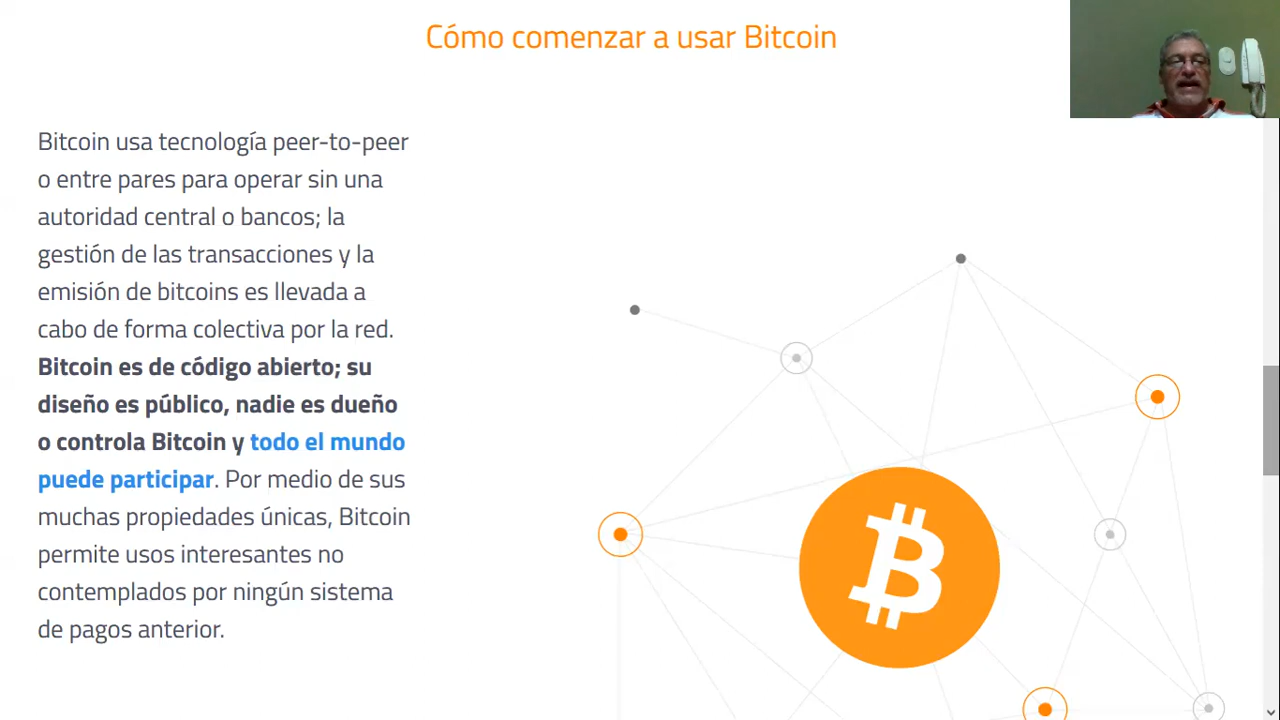 Cómo comenzar a usar Bitcoin
Bitcoin usa tecnología peer-to-peer
o entre pares para operar sin una
autoridad central o bancos; la
gestión de las transacciones y la
emisión de bitcoins es llevada a
cabo de forma colectiva por la red.
Bitcoin es de código abierto; su
diseño es público, nadie es dueño
o controla Bitcoin y todo el mundo
puede participar. Por medio de sus
muchas propiedades únicas, Bitcoin
permite usos interesantes no
contemplados por ningún sistema
de pagos anterior.